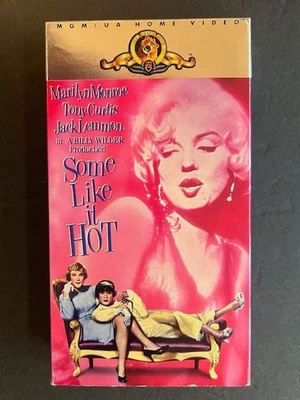 MGM/UA HOME VIDEO
Marilyn Monroe
Tony Curtis
Jack Lemmon
in A BILLY WILDER
Production
Some
Like
it
HOT